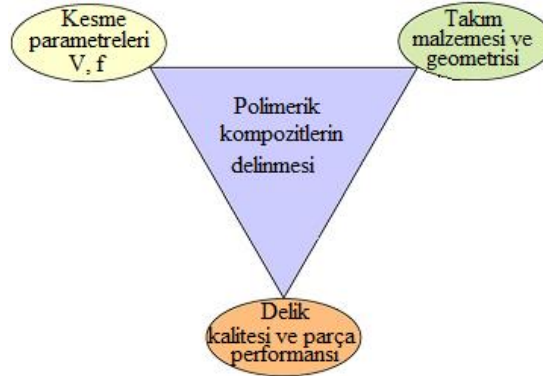 Kesme
parametreleri
V, f
Takım
malzemesi ve
geometrisi
Polimerik
kompozitlerin
delinmesi
Delik
kalitesi ve parça
performansı